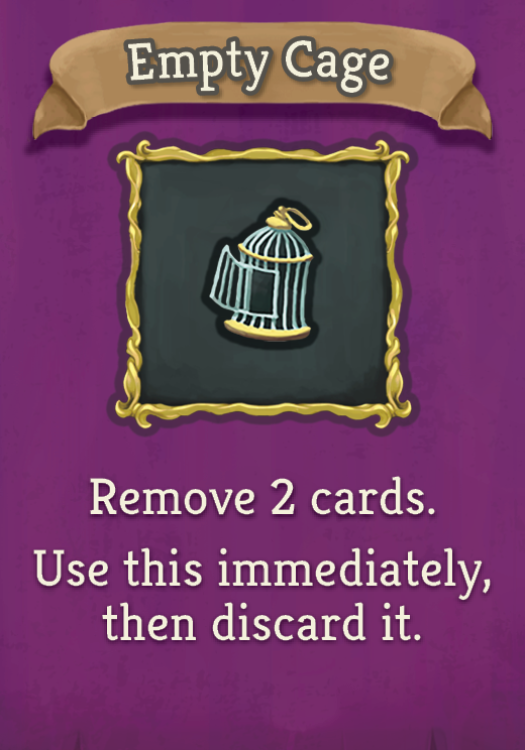 Empty Cage
Remove 2 cards.
Use this immediately,
then discard it.